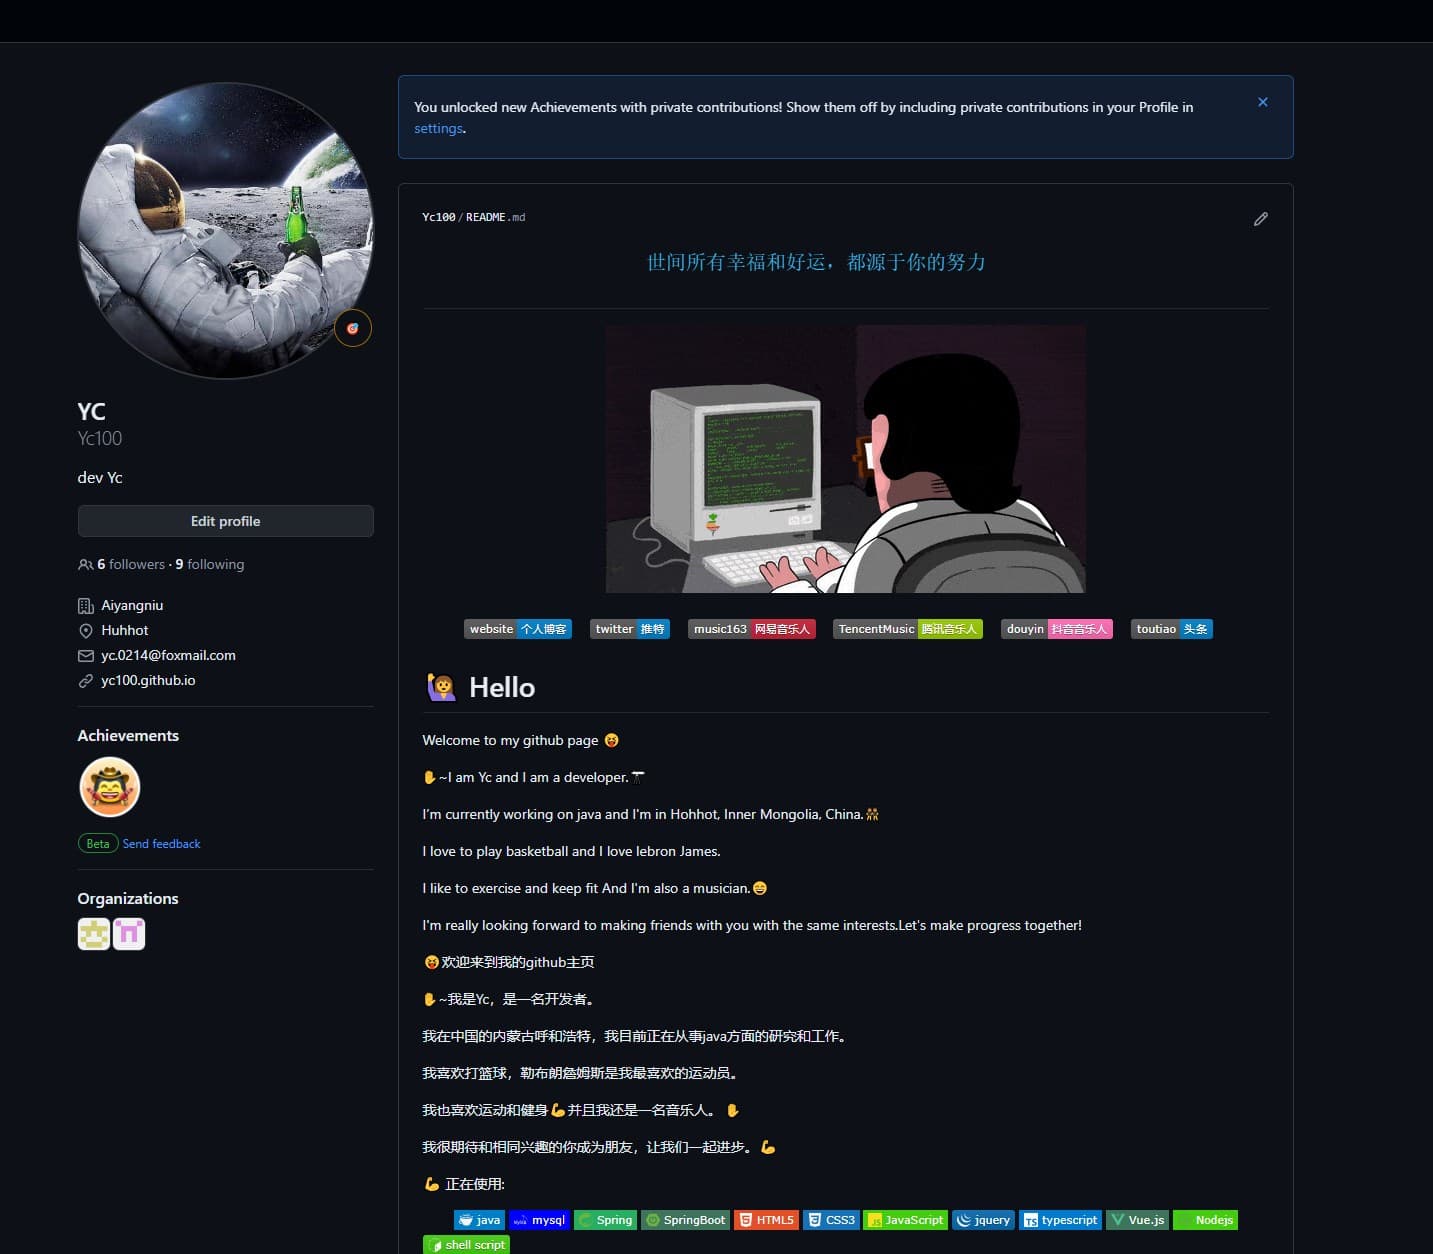 You unlocked new Achievements with private contributions! Show them off by including private contributions in your Profile in
settings.
Yc100/README.md
世间所有幸福和好运，都源于你的努力
YC
Yc100
dev Yc
Edit profile
6 followers · 9 following
Aiyangniu
Huhhot
yc.0214@foxmail.com
yc100.github.io
Achievements
Beta Send feedback
Organizations
website 个人博客 twitter 推特 music163 网易音乐人 TencentMusic 腾讯音乐人 douyin 抖音音乐人 toutiao 头条
🙋 Hello
Welcome to my github page 😝
✋~I am Yc and I am a developer.
I'm currently working on java and I'm in Hohhot, Inner Mongolia, China.
I love to play basketball and I love lebron James.
I like to exercise and keep fit And I'm also a musician.😄
I'm really looking forward to making friends with you with the same interests.Let's make progress together!
😝欢迎来到我的github主页
✋~我是Yc，是一名开发者。
我在中国的内蒙古呼和浩特，我目前正在从事java方面的研究和工作。
我喜欢打篮球，勒布朗詹姆斯是我最喜欢的运动员。
我也喜欢运动和健身💪并且我还是一名音乐人。✋
我很期待和相同兴趣的你成为朋友，让我们一起进步。💪
💪 正在使用:
java mysql Spring SpringBoot HTML5 CSS3 JavaScript jquery typescript Vue.js Nodejs
shell script